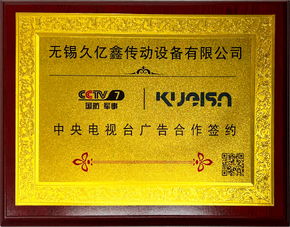 无锡久亿鑫传动设备有限公司
CCTV 7 KUaisn
国防 军事
中央电视台广告合作签约